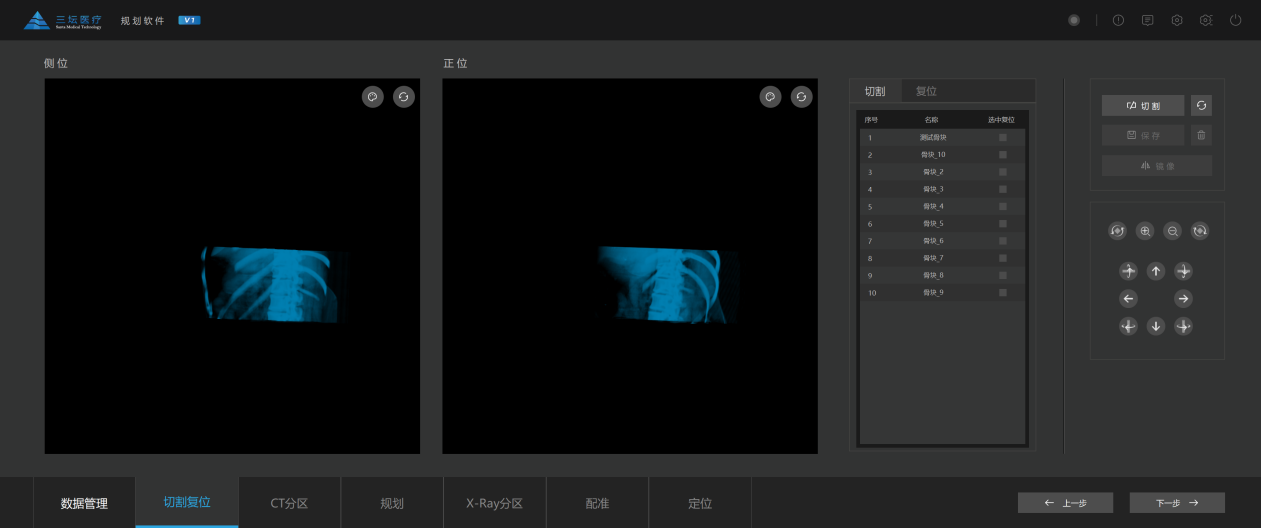 三坛医疗
Santa Medical Technology
规划软件
V1
侧位
正位
切割 复位
序号 名称 选中复位
1 测试骨块
2 骨块_10
3 骨块_2
4 骨块_3
5 骨块_4
6 骨块_5
7 骨块_6
8 骨块_7
9 骨块_8
10 骨块_9
切割
保存
镜像
数据管理 切割复位 CT分区 规划 X-Ray分区 配准 定位
上一步 下一步